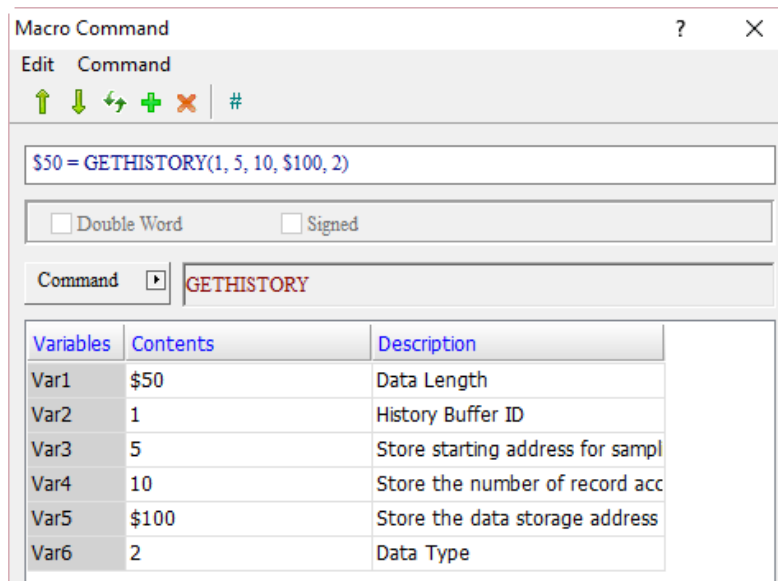 Macro Command ?
Edit Command
#
$50 = GETHISTORY(1, 5, 10, $100, 2)
Double Word Signed
Command GETHISTORY
Variables Contents Description
Var1 $50 Data Length
Var2 1 History Buffer ID
Var3 5 Store starting address for sampl
Var4 10 Store the number of record acc
Var5 $100 Store the data storage address
Var6 2 Data Type